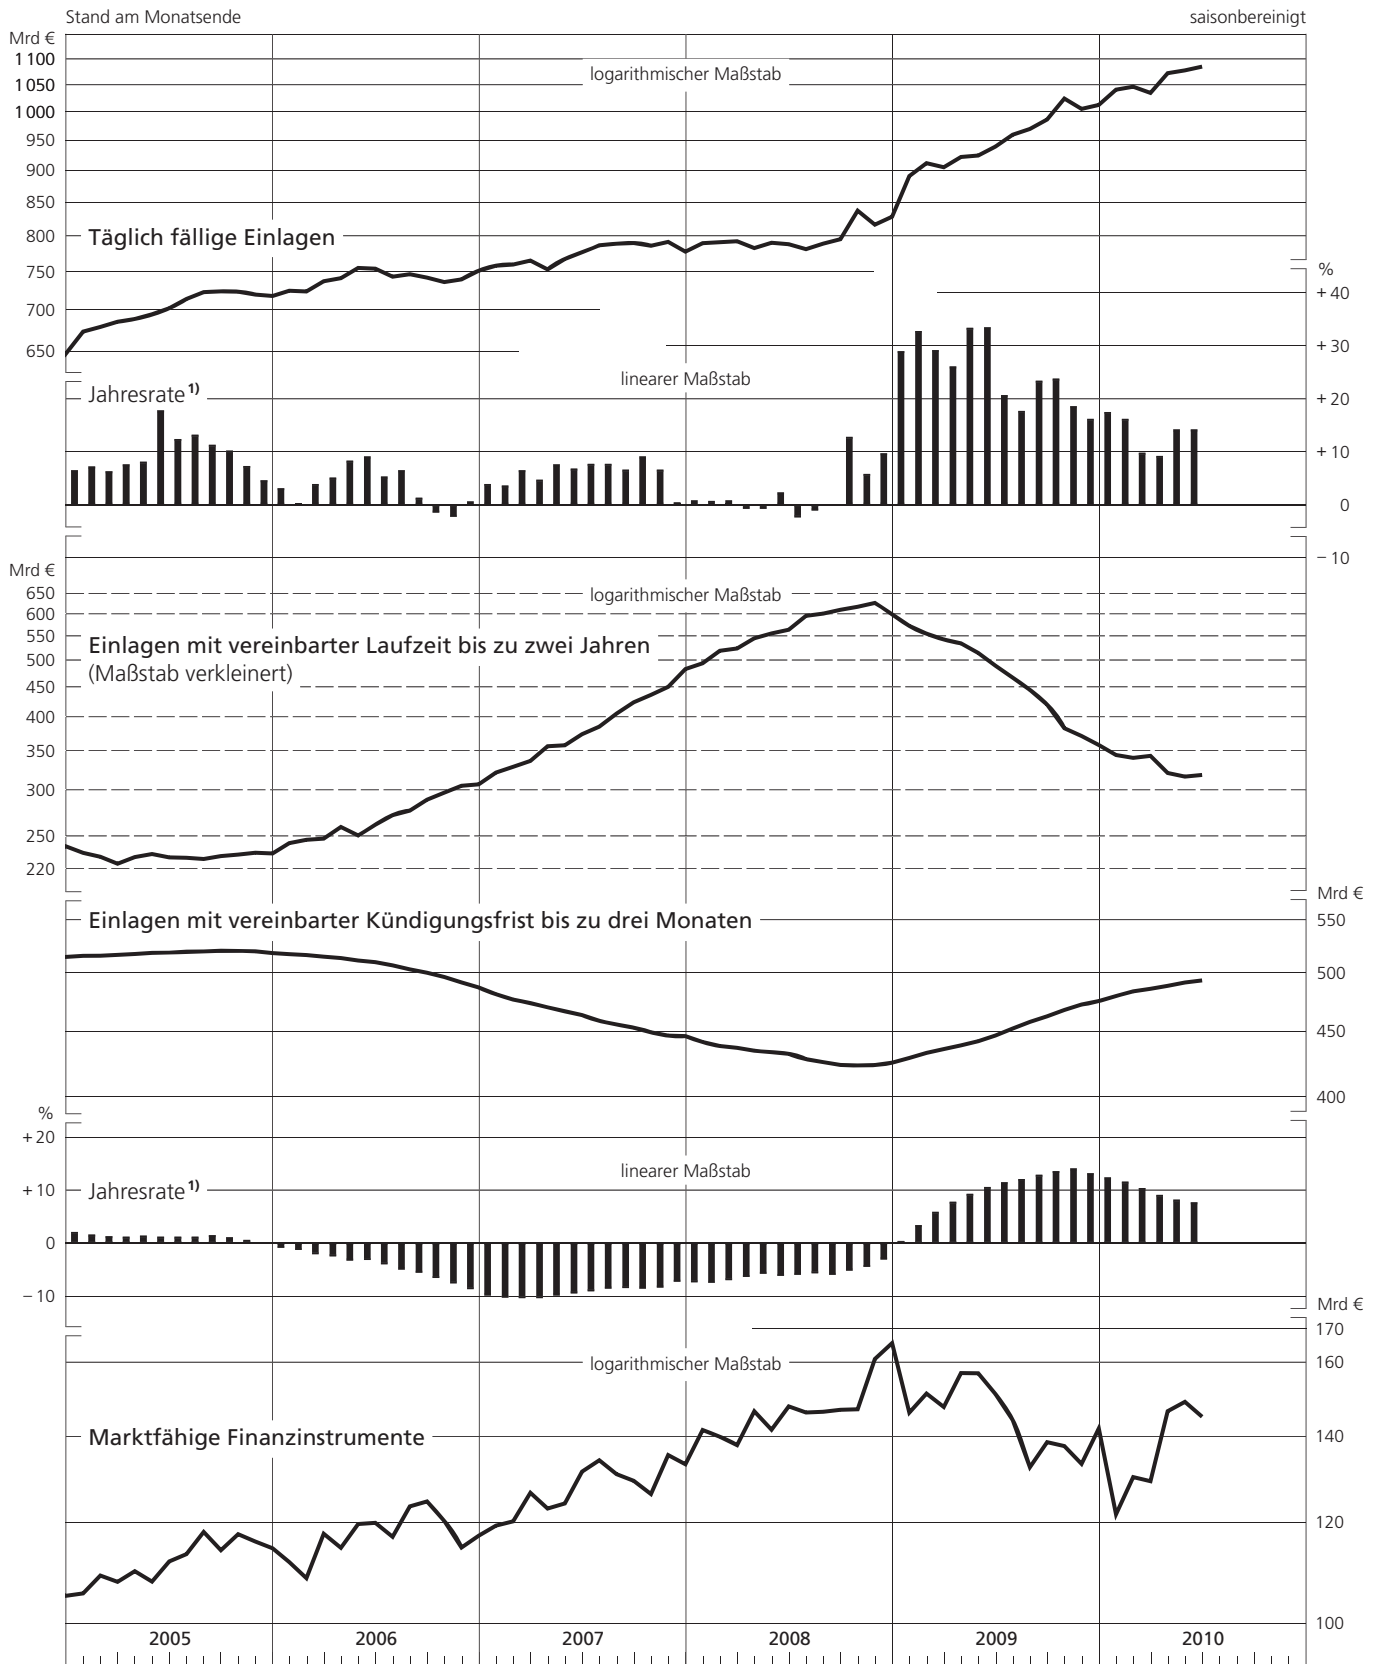 Stand am Monatsende
saisonbereinigt
Mrd €
1 100
logarithmischer Maßstab
1 050
1 000
950
900
850
800
Täglich fällige Einlagen
750
%
+ 40
700
650
+ 30
linearer Maßstab
Jahresrate 1)
+ 20
+ 10
0
− 10
Mrd €
650
logarithmischer Maßstab
600
550
Einlagen mit vereinbarter Laufzeit bis zu zwei Jahren
500
(Maßstab verkleinert)
450
400
350
300
250
220
Mrd €
Einlagen mit vereinbarter Kündigungsfrist bis zu drei Monaten
550
500
450
400
%
+ 20
linearer Maßstab
+ 10
Jahresrate 1)
0
− 10
Mrd €
170
logarithmischer Maßstab
160
Marktfähige Finanzinstrumente
140
120
100
2005 2006 2007 2008 2009 2010